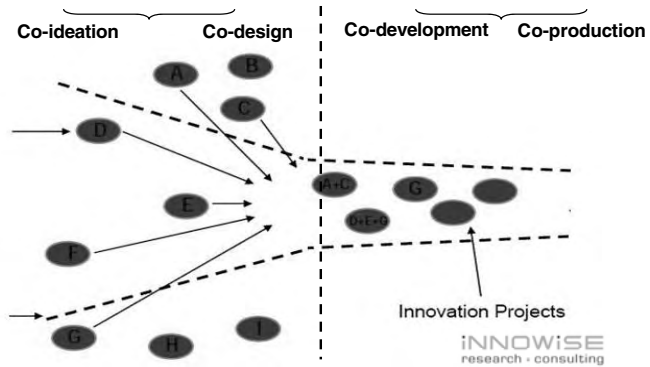 Co-ideation
Co-design
Co-development
Co-production
A
B
C
D
E
F
G
H
I
A+C
G
D+E+G
Innovation Projects
iNNOWiSE
research · consulting